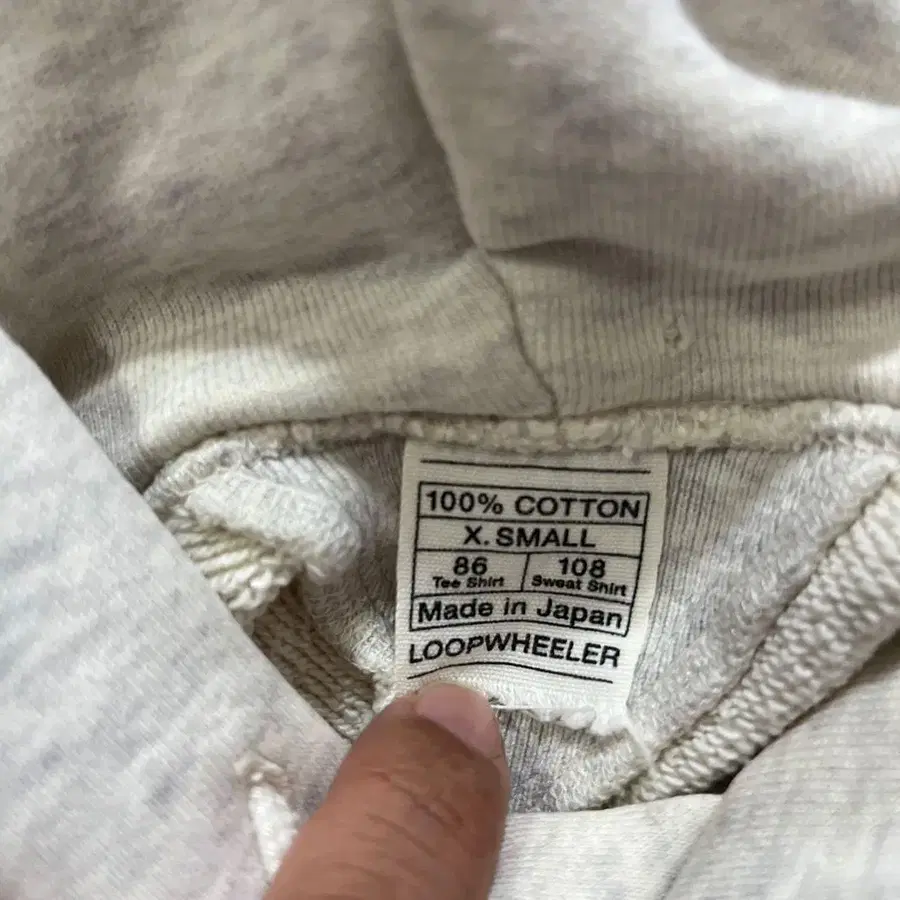 100% COTTON
X.SMALL
86 108
Tee Shirt Sweat Shirt
Made in Japan
LOOPWHEELER